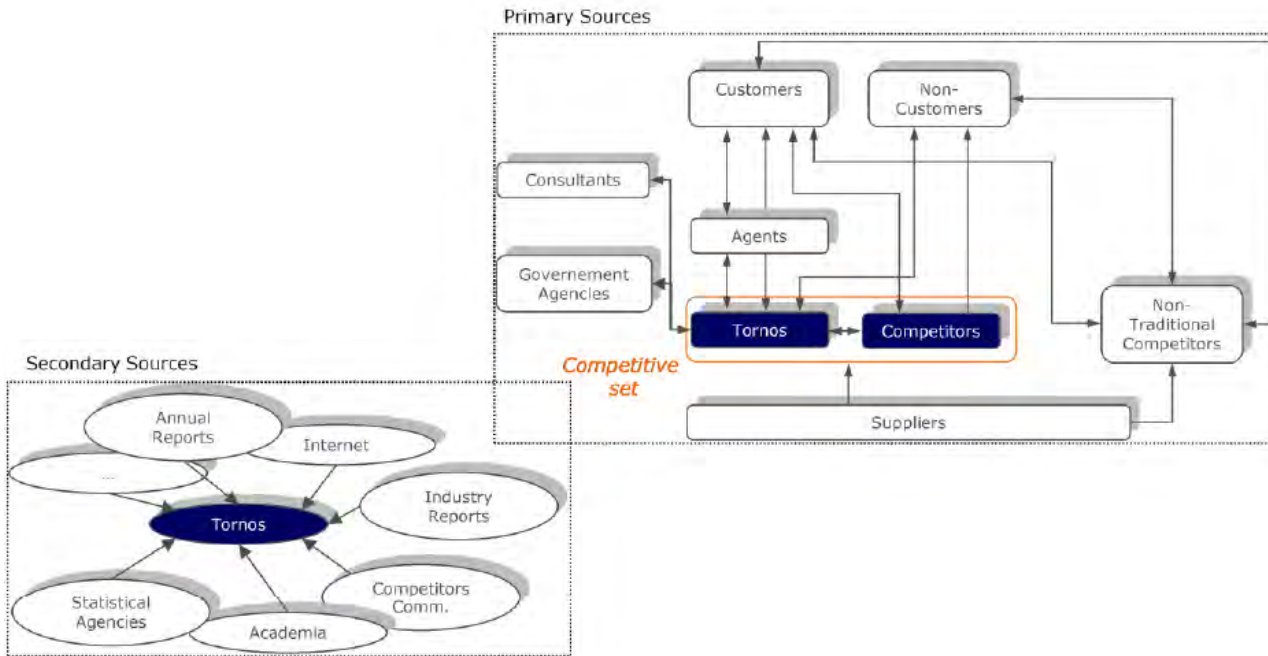 Primary Sources
Customers
Non-
Customers
Consultants
Agents
Governement
Agencies
Tornos
Competitors
Non-
Traditional
Competitors
Competitive
set
Suppliers
Secondary Sources
Annual
Reports
Internet
...
Industry
Reports
Tornos
Statistical
Agencies
Academia
Competitors
Comm.